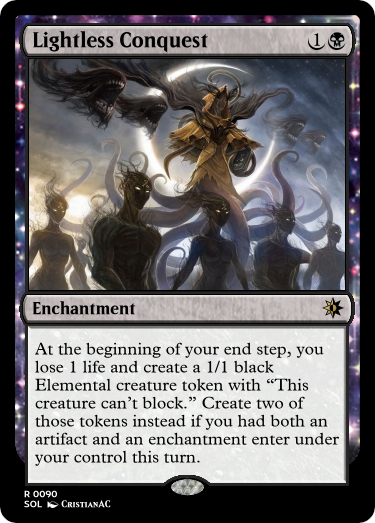 Lightless Conquest 1
Enchantment
At the beginning of your end step, you
lose 1 life and create a 1/1 black
Elemental creature token with “This
creature can’t block.” Create two of
those tokens instead if you had both an
artifact and an enchantment enter under
your control this turn.
R 0090
SOL CRISTIANAC